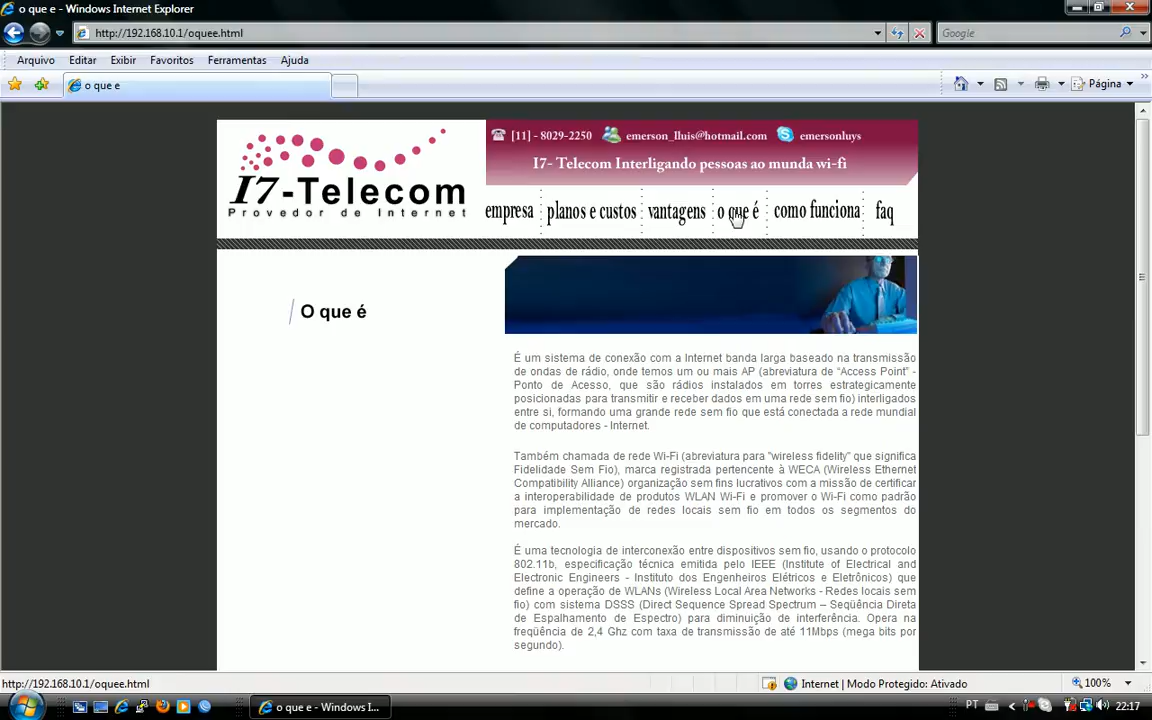 o que e - Windows Internet Explorer
http://192.168.10.1/oquee.html
Google
Arquivo Editar Exibir Favoritos Ferramentas Ajuda
o que e
Página
[11] - 8029-2250 emerson_lluis@hotmail.com emersonluys
I7- Telecom Interligando pessoas ao munda wi-fi
I7-Telecom
Provedor de Internet
empresa planos e custos vantagens o que é como funciona faq
O que é
É um sistema de conexão com a Internet banda larga baseado na transmissão
de ondas de rádio, onde temos um ou mais AP (abreviatura de “Access Point” -
Ponto de Acesso, que são rádios instalados em torres estrategicamente
posicionadas para transmitir e receber dados em uma rede sem fio) interligados
entre si, formando uma grande rede sem fio que está conectada a rede mundial
de computadores - Internet.
Também chamada de rede Wi-Fi (abreviatura para "wireless fidelity" que significa
Fidelidade Sem Fio), marca registrada pertencente à WECA (Wireless Ethernet
Compatibility Alliance) organização sem fins lucrativos com a missão de certificar
a interoperabilidade de produtos WLAN Wi-Fi e promover o Wi-Fi como padrão
para implementação de redes locais sem fio em todos os segmentos do
mercado.
É uma tecnologia de interconexão entre dispositivos sem fio, usando o protocolo
802.11b, especificação técnica emitida pelo IEEE (Institute of Electrical and
Electronic Engineers - Instituto dos Engenheiros Elétricos e Eletrônicos) que
define a operação de WLANs (Wireless Local Area Networks - Redes locais sem
fio) com sistema DSSS (Direct Sequence Spread Spectrum – Seqüência Direta
de Espalhamento de Espectro) para diminuição de interferência. Opera na
freqüência de 2,4 Ghz com taxa de transmissão de até 11Mbps (mega bits por
segundo).
http://192.168.10.1/oquee.html
Internet | Modo Protegido: Ativado
100%
o que e - Windows I...
PT
22:17